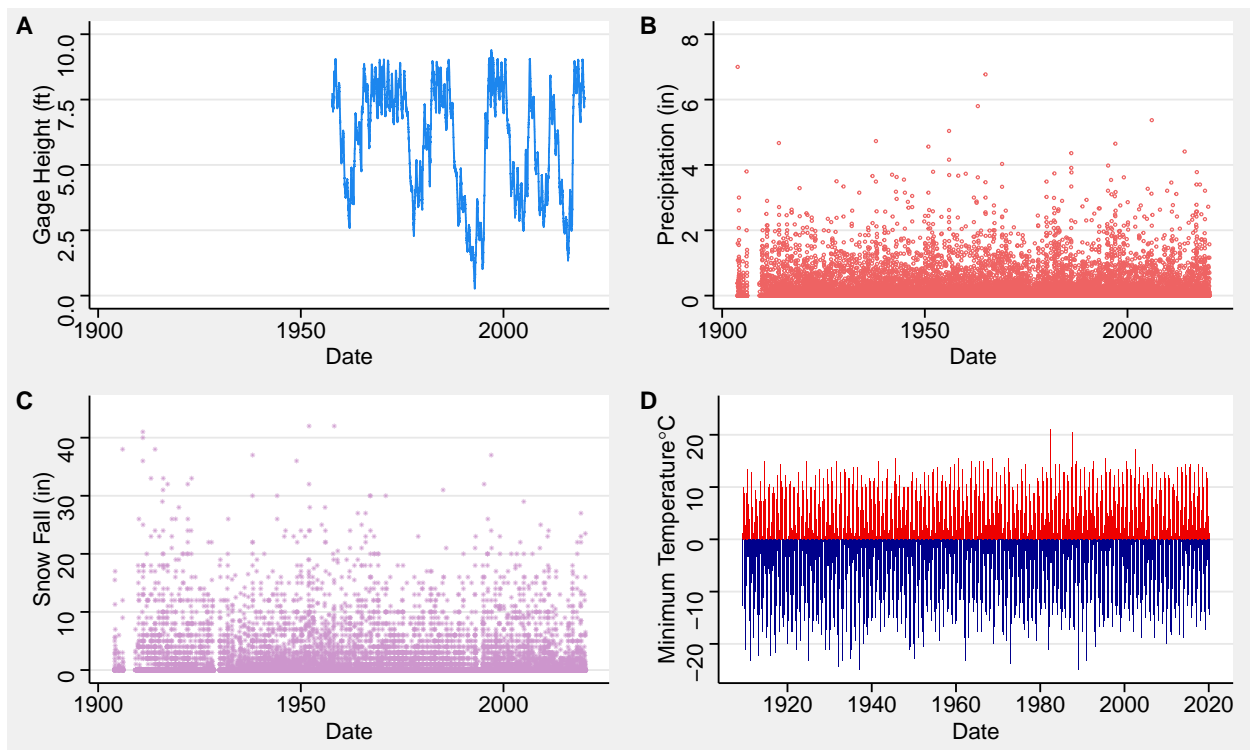 A
Gage Height (ft)
10.0
7.5
5.0
2.5
0.0
1900
1950
2000
Date
B
Precipitation (in)
8
6
4
2
0
1900
1950
2000
Date
C
Snow Fall (in)
40
30
20
10
0
1900
1950
2000
Date
D
Minimum Temperature°C
20
10
0
−10
−20
1920
1940
1960
1980
2000
2020
Date